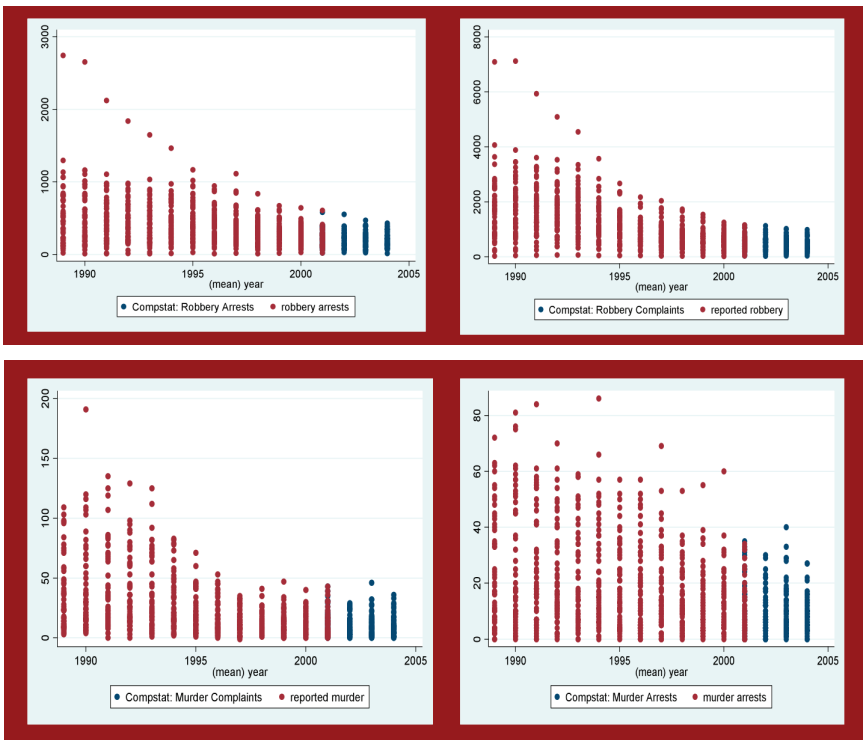 3000
2000
1000
0
1990 1995 2000 2005
(mean) year
Compstat: Robbery Arrests robbery arrests
8000
6000
4000
2000
0
1990 1995 2000 2005
(mean) year
Compstat: Robbery Complaints reported robbery
200
150
100
50
0
1990 1995 2000 2005
(mean) year
Compstat: Murder Complaints reported murder
80
60
40
20
0
1990 1995 2000 2005
(mean) year
Compstat: Murder Arrests murder arrests